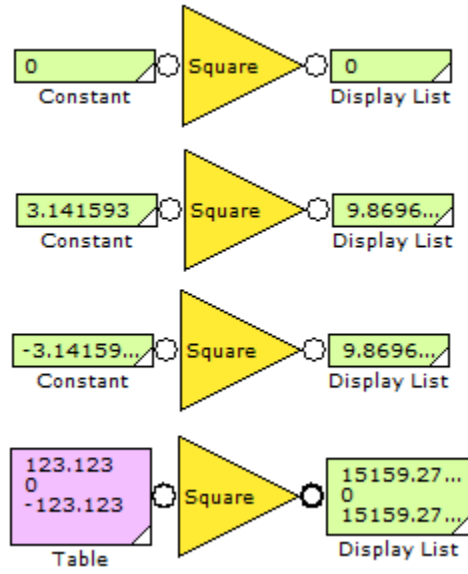 0
Square
0
Constant
Display List
3.141593
Square
9.8696...
Constant
Display List
-3.14159...
Square
9.8696...
Constant
Display List
123.123
0
-123.123
Square
15159.27...
0
15159.27...
Table
Display List